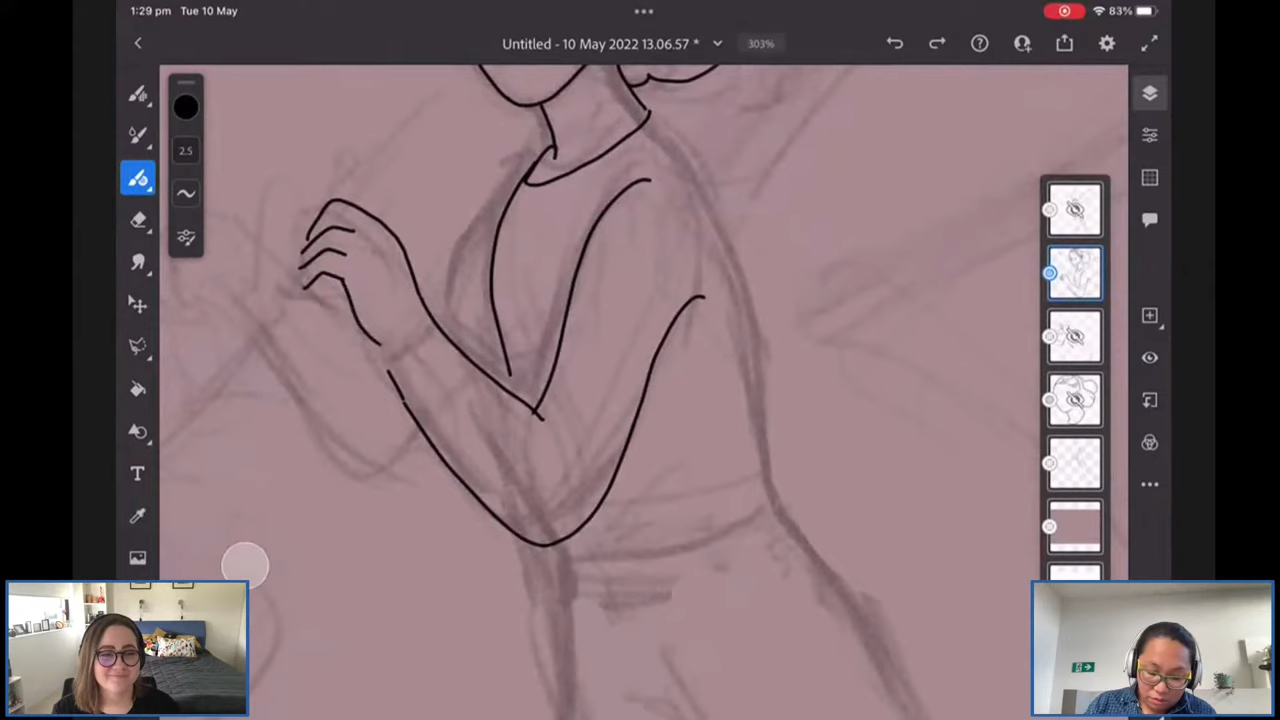 1:29 pm Tue 10 May
83%
Untitled - 10 May 2022 13.06.57 *
303%
2.5
T